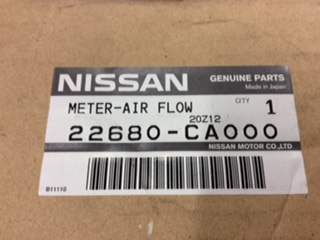 NISSAN GENUINE PARTS
Made in Japan
METER-AIR FLOW QTY 1
20Z12
22680-CA000
NISSAN MOTOR CO.,LTD
B11110